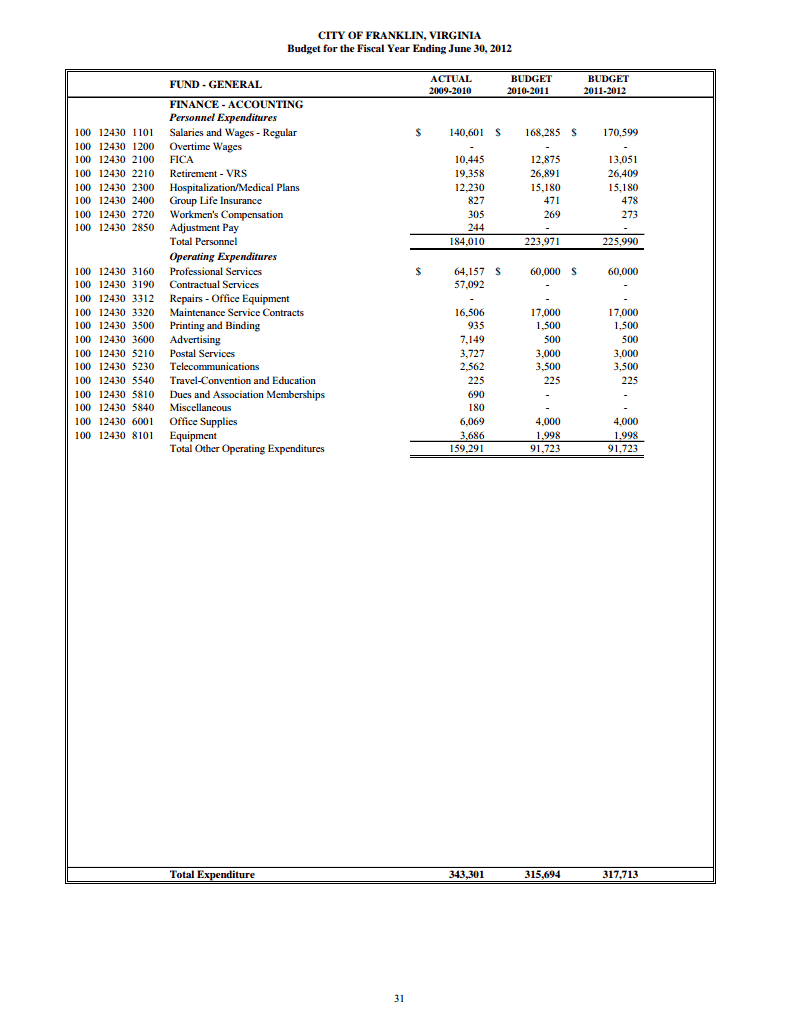 CITY OF FRANKLIN, VIRGINIA
Budget for the Fiscal Year Ending June 30, 2012
FUND - GENERAL ACTUAL 2009-2010 BUDGET 2010-2011 BUDGET 2011-2012
FINANCE - ACCOUNTING
Personnel Expenditures
100 12430 1101 Salaries and Wages - Regular $ 140,601 $ 168,285 $ 170,599
100 12430 1200 Overtime Wages - - -
100 12430 2100 FICA 10,445 12,875 13,051
100 12430 2210 Retirement - VRS 19,358 26,891 26,409
100 12430 2300 Hospitalization/Medical Plans 12,230 15,180 15,180
100 12430 2400 Group Life Insurance 827 471 478
100 12430 2720 Workmen's Compensation 305 269 273
100 12430 2850 Adjustment Pay 244 - -
Total Personnel 184,010 223,971 225,990
Operating Expenditures
100 12430 3160 Professional Services $ 64,157 $ 60,000 $ 60,000
100 12430 3190 Contractual Services 57,092 - -
100 12430 3312 Repairs - Office Equipment - - -
100 12430 3320 Maintenance Service Contracts 16,506 17,000 17,000
100 12430 3500 Printing and Binding 935 1,500 1,500
100 12430 3600 Advertising 7,149 500 500
100 12430 5210 Postal Services 3,727 3,000 3,000
100 12430 5230 Telecommunications 2,562 3,500 3,500
100 12430 5540 Travel-Convention and Education 225 225 225
100 12430 5810 Dues and Association Memberships 690 - -
100 12430 5840 Miscellaneous 180 - -
100 12430 6001 Office Supplies 6,069 4,000 4,000
100 12430 8101 Equipment 3,686 1,998 1,998
Total Other Operating Expenditures 159,291 91,723 91,723
Total Expenditure 343,301 315,694 317,713
31